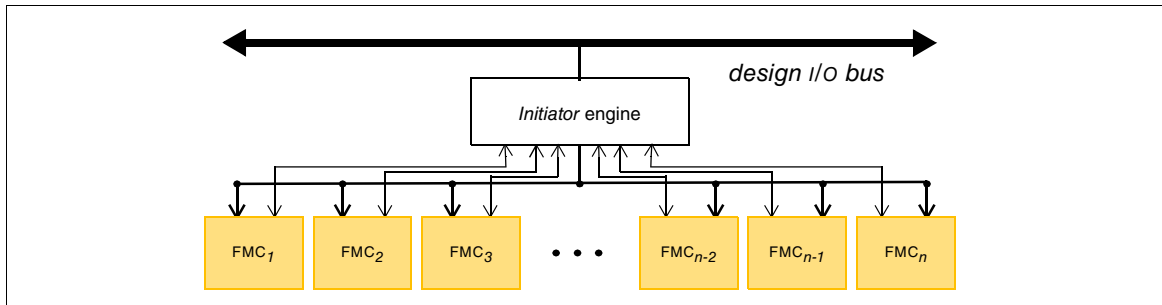 design I/O bus
Initiator engine
FMC1 FMC2 FMC3 • • • FMCn-2 FMCn-1 FMCn